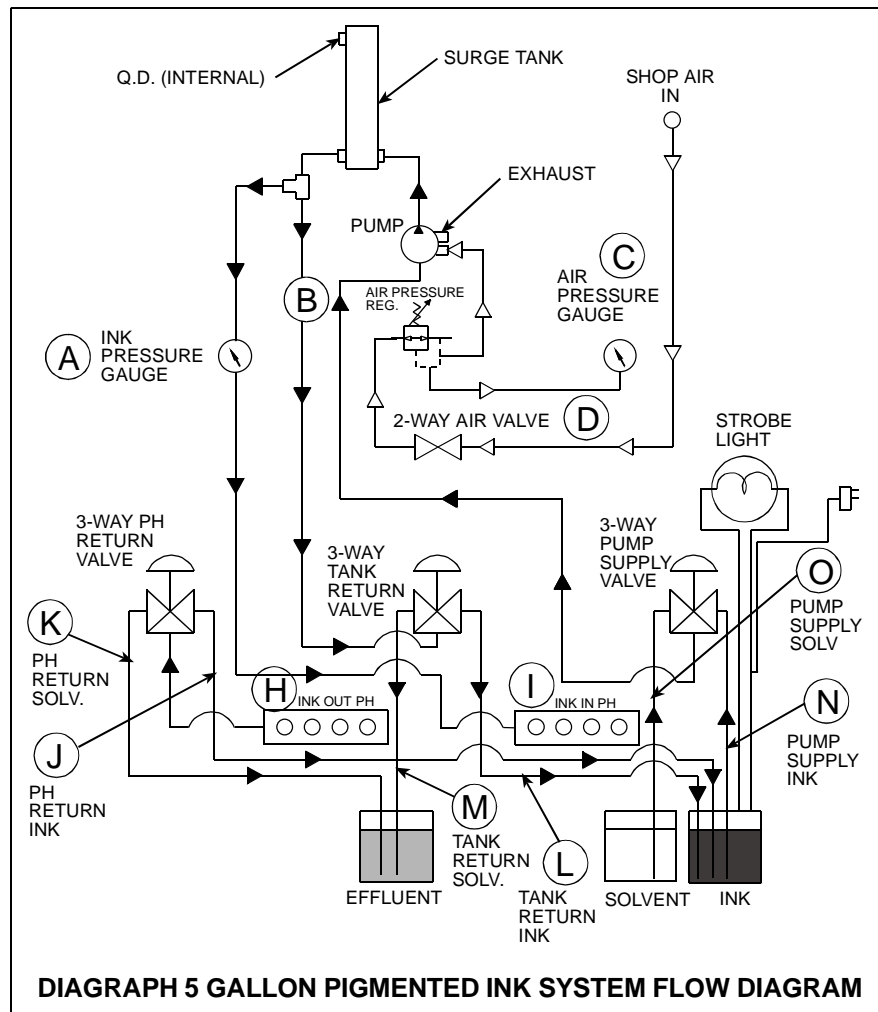 Q.D. (INTERNAL)
SURGE TANK
SHOP AIR
IN
EXHAUST
PUMP
C
AIR
PRESSURE
GAUGE
B
AIR PRESSURE
REG.
A
INK
PRESSURE
GAUGE
D
2-WAY AIR VALVE
STROBE
LIGHT
3-WAY PH
RETURN
VALVE
3-WAY
TANK
RETURN
VALVE
3-WAY
PUMP
SUPPLY
VALVE
O
PUMP
SUPPLY
SOLV
K
PH
RETURN
SOLV.
H
INK OUT PH
I
INK IN PH
N
PUMP
SUPPLY
INK
J
PH
RETURN
INK
M
TANK
RETURN
SOLV.
L
TANK
RETURN
INK
EFFLUENT
SOLVENT
INK
DIAGRAPH 5 GALLON PIGMENTED INK SYSTEM FLOW DIAGRAM